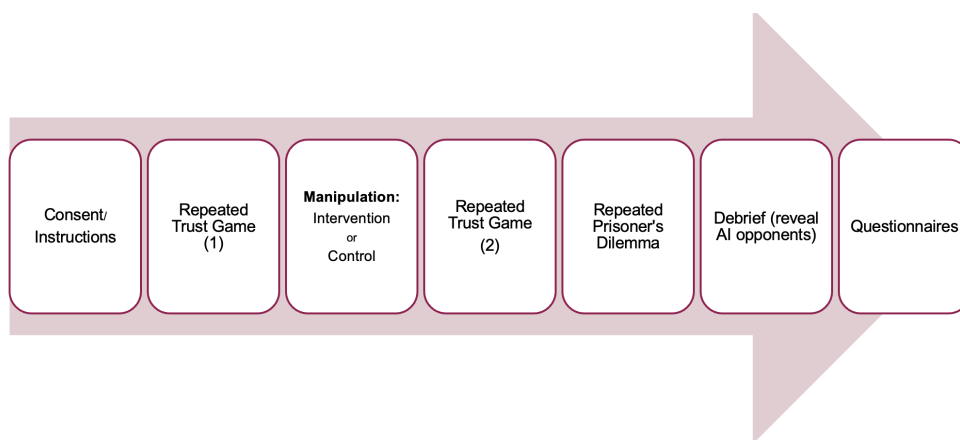 Consent/
Instructions
Repeated
Trust Game
(1)
Manipulation:
Intervention
or
Control
Repeated
Trust Game
(2)
Repeated
Prisoner's
Dilemma
Debrief (reveal
AI opponents)
Questionnaires